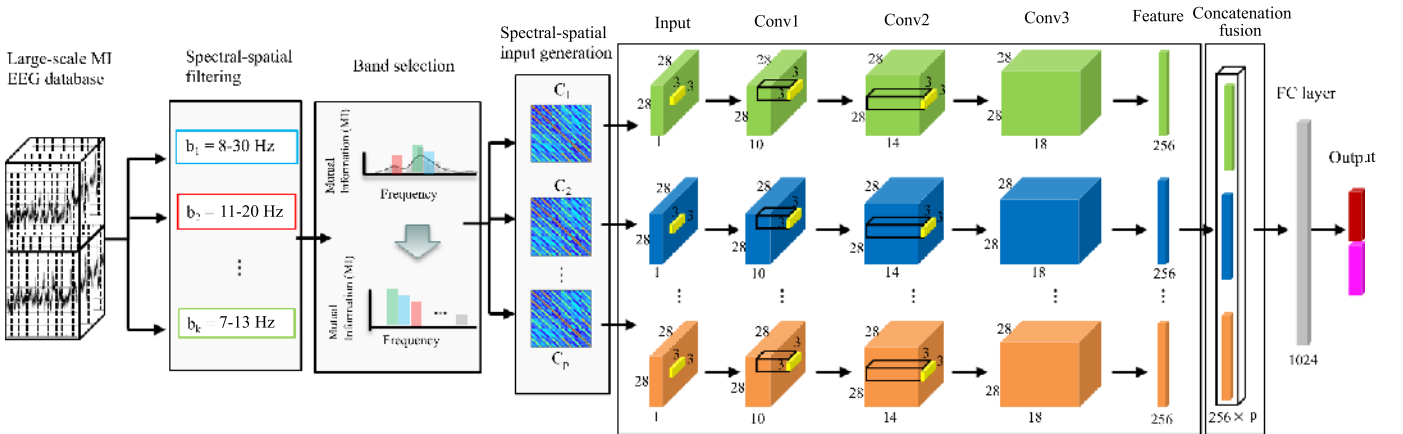 Large-scale MI
EEG database
Spectral-spatial
filtering
b1 = 8-30 Hz
b2 = 11-20 Hz
⋮
bk = 7-13 Hz
Band selection
Mutual
Information (MI)
Frequency
Mutual
Information (MI)
...
Frequency
Spectral-spatial
input generation
C1
C2
⋮
Cp
Input
Conv1
Conv2
Conv3
Feature
28
3
3
28
1
28
3
3
28
10
28
3
3
28
14
28
28
18
256
28
3
3
28
1
28
3
3
28
10
28
3
3
28
14
28
28
18
256
⋮
⋮
⋮
⋮
⋮
28
3
3
28
1
28
3
3
28
10
28
3
3
28
14
28
28
18
256
Concatenation
fusion
256 × p
FC layer
1024
Output